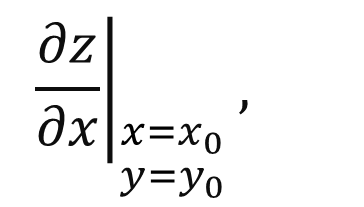 ∂z
∂x
x=x₀ ,
y=y₀